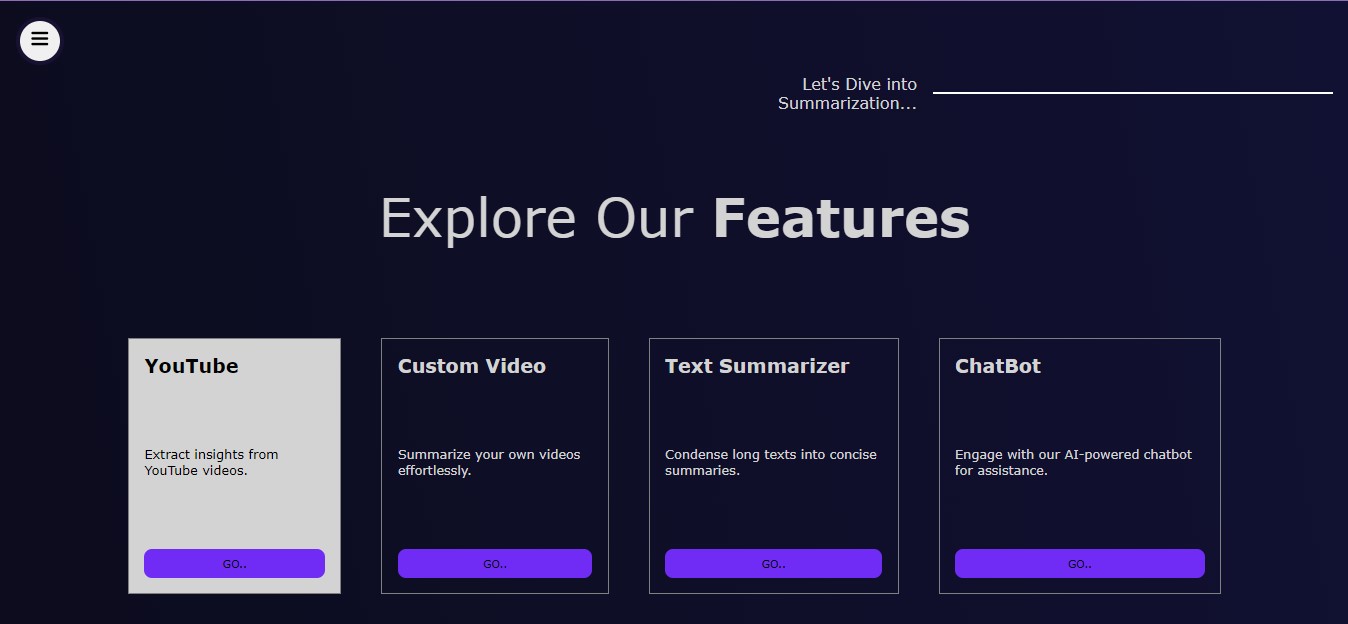 Let's Dive into
Summarization...
Explore Our Features
YouTube
Extract insights from
YouTube videos.
GO..
Custom Video
Summarize your own videos
effortlessly.
GO..
Text Summarizer
Condense long texts into concise
summaries.
GO..
ChatBot
Engage with our AI-powered chatbot
for assistance.
GO..